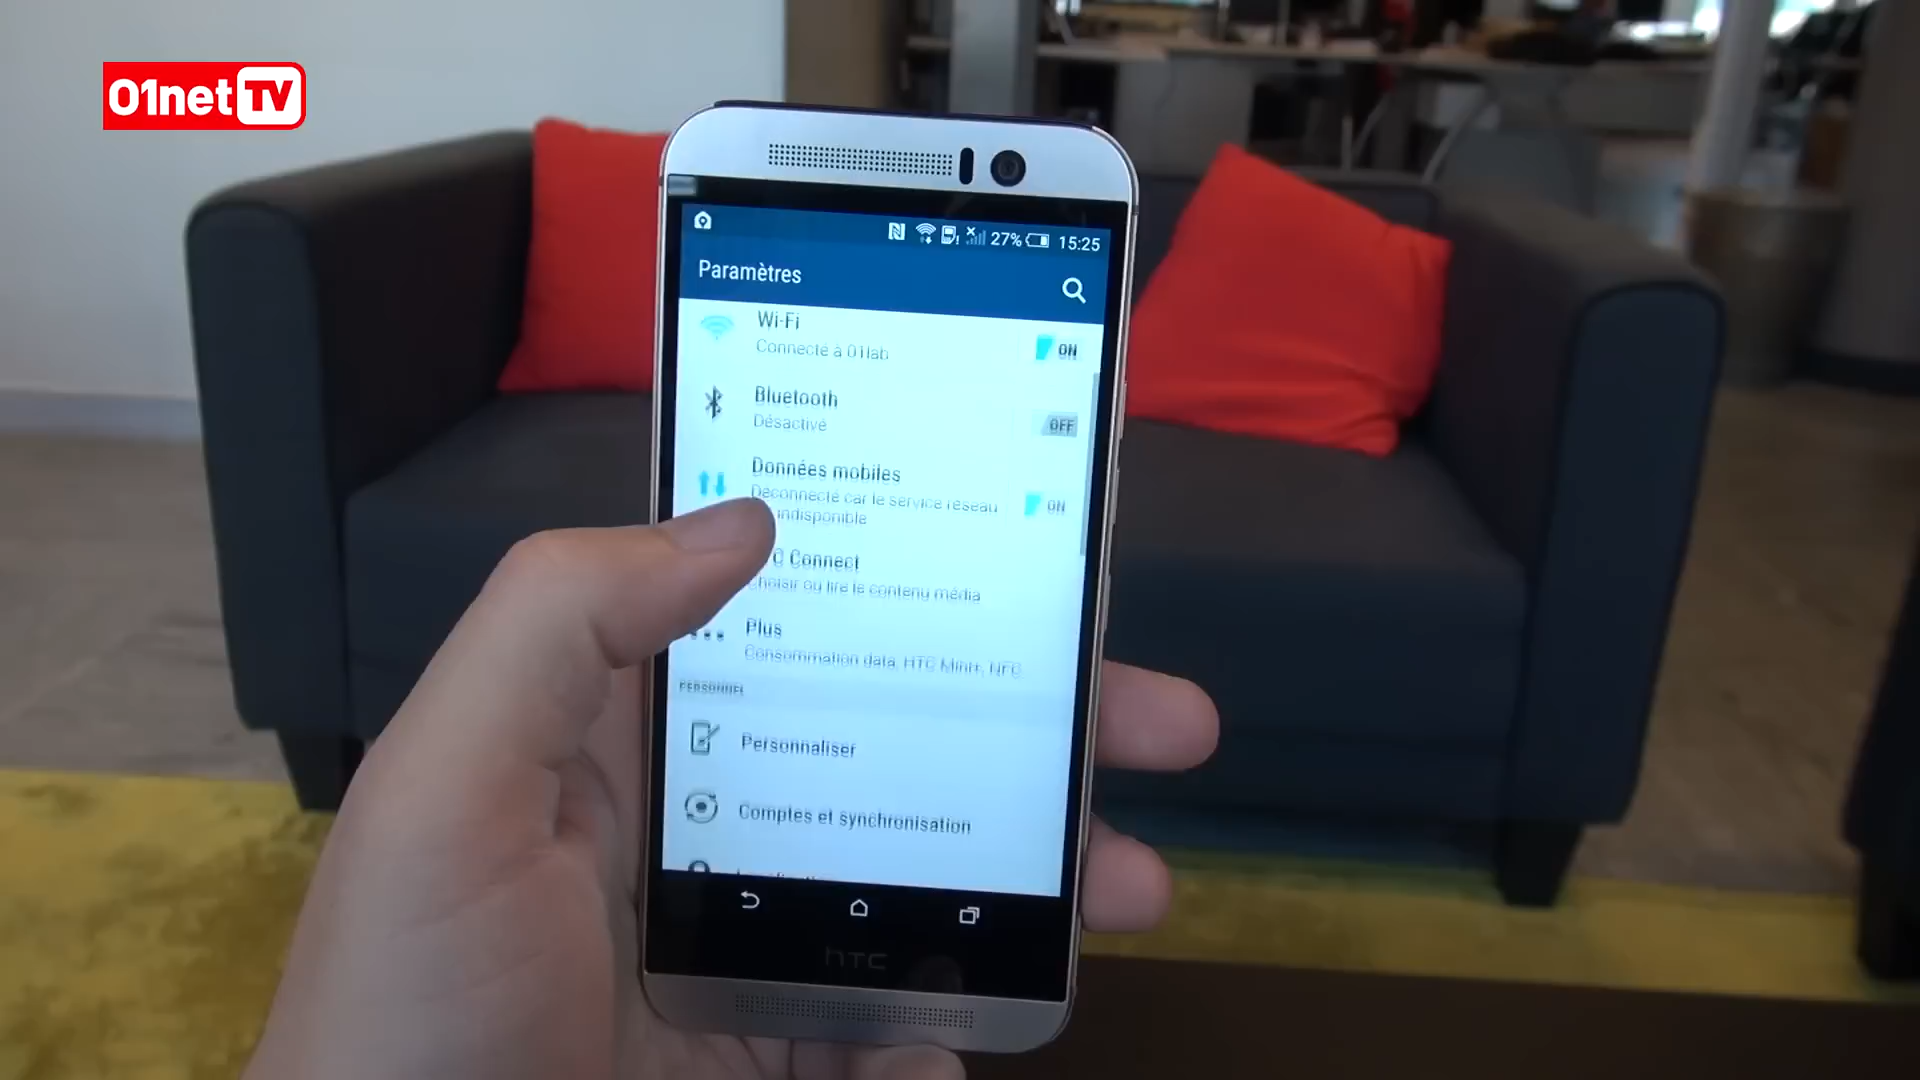 01net TV
27% 15:25
Paramètres
Wi-Fi
Connecté à 01lab
ON
Bluetooth
Désactivé
OFF
Données mobiles
Déconnecté car le service réseau
indisponible
ON
C Connect
Choisir ou lire le contenu média
Plus
Consommation data, HTC Mini+, NFC
PERSONNEL
Personnaliser
Comptes et synchronisation
hTC